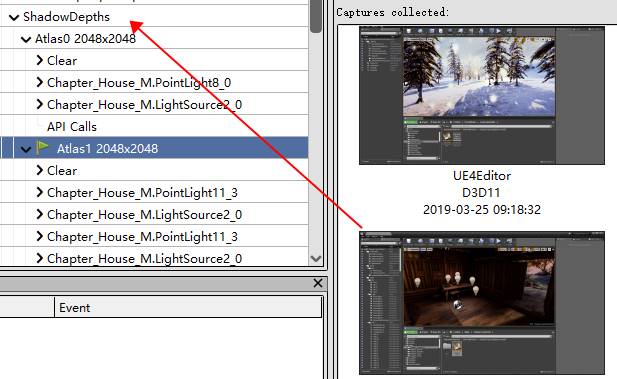 ShadowDepths
Atlas0 2048x2048
Clear
Chapter_House_M.PointLight8_0
Chapter_House_M.LightSource2_0
API Calls
Atlas1 2048x2048
Clear
Chapter_House_M.PointLight11_3
Chapter_House_M.LightSource2_0
Chapter_House_M.PointLight11_3
Chapter_House_M.LightSource2_0
Event
Captures collected:
UE4Editor
D3D11
2019-03-25 09:18:32